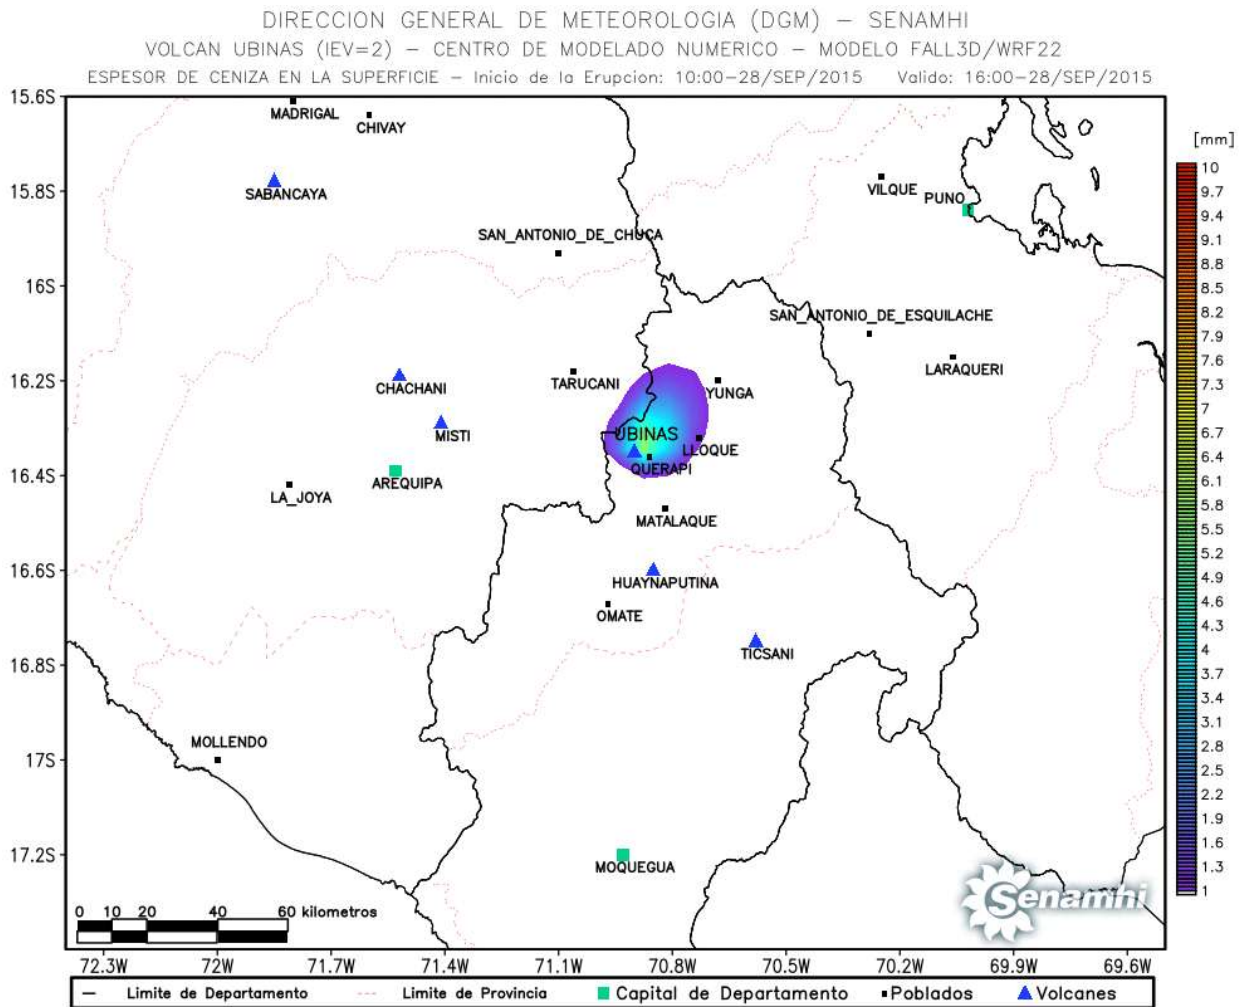 DIRECCION GENERAL DE METEOROLOGIA (DGM) – SENAMHI
VOLCAN UBINAS (IEV=2) – CENTRO DE MODELADO NUMERICO – MODELO FALL3D/WRF22
ESPESOR DE CENIZA EN LA SUPERFICIE – Inicio de la Erupcion: 10:00–28/SEP/2015 Valido: 16:00–28/SEP/2015
15.6S
MADRIGAL
CHIVAY
[mm]
15.8S
SABANCAYA
VILQUE
PUNO
SAN_ANTONIO_DE_CHUCA
16S
SAN_ANTONIO_DE_ESQUILACHE
LARAQUERI
16.2S
CHACHANI
TARUCANI
YUNGA
MISTI
UBINAS
LLOQUE
QUERAPI
16.4S
AREQUIPA
LA_JOYA
MATALAQUE
16.6S
HUAYNAPUTINA
OMATE
TICSANI
16.8S
MOLLENDO
17S
17.2S
MOQUEGUA
Senamhi
10
9.7
9.4
9.1
8.8
8.5
8.2
7.9
7.6
7.3
7
6.7
6.4
6.1
5.8
5.5
5.2
4.9
4.6
4.3
4
3.7
3.4
3.1
2.8
2.5
2.2
1.9
1.6
1.3
1
0 10 20 40 60 kilometros
72.3W 72W 71.7W 71.4W 71.1W 70.8W 70.5W 70.2W 69.9W 69.6W
Limite de Departamento Limite de Provincia Capital de Departamento Poblados Volcanes